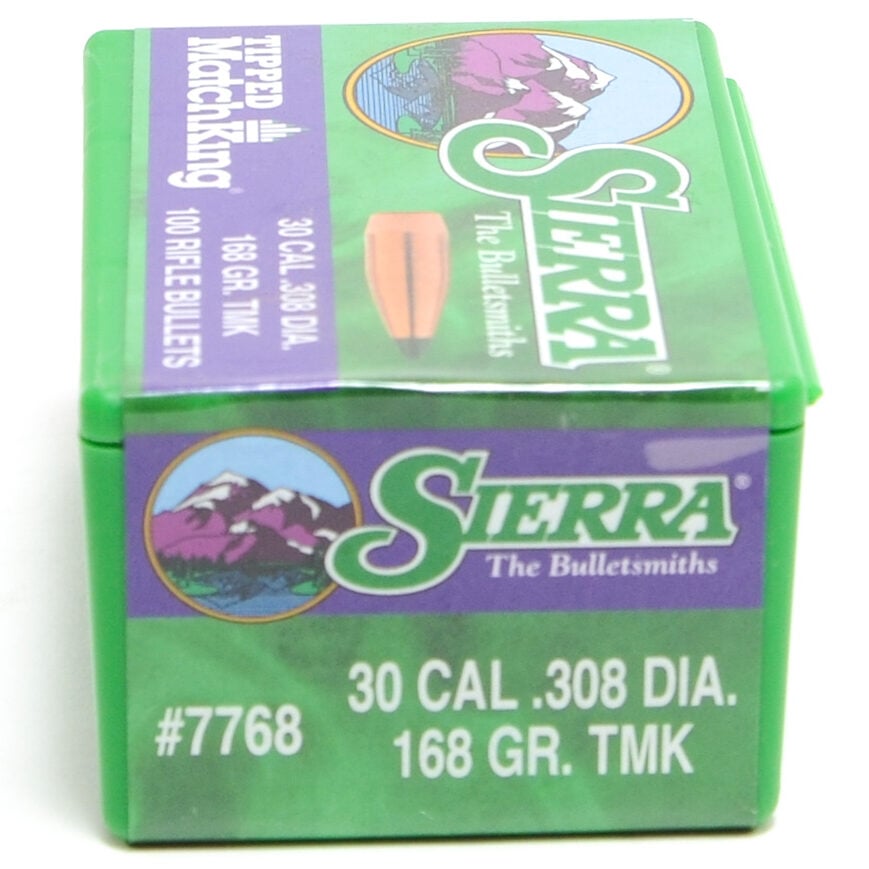 TIPPED
MatchKing®
30 CAL .308 DIA.
168 GR. TMK
100 RIFLE BULLETS
SIERRA®
The Bulletsmiths
SIERRA®
The Bulletsmiths
#7768
30 CAL .308 DIA.
168 GR. TMK